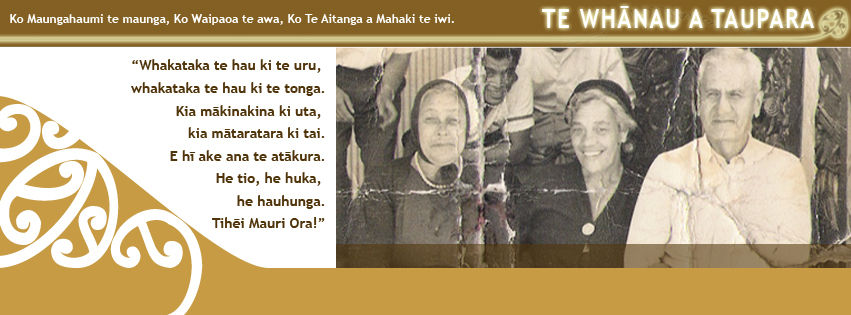 Ko Maungahaumi te maunga, Ko Waipaoa te awa, Ko Te Aitanga a Mahaki te iwi.
TE WHĀNAU A TAUPARA
“Whakataka te hau ki te uru,
whakataka te hau ki te tonga.
Kia mākinakina ki uta,
kia mātaratara ki tai.
E hī ake ana te atākura.
He tio, he huka,
he hauhunga.
Tihēi Mauri Ora!”